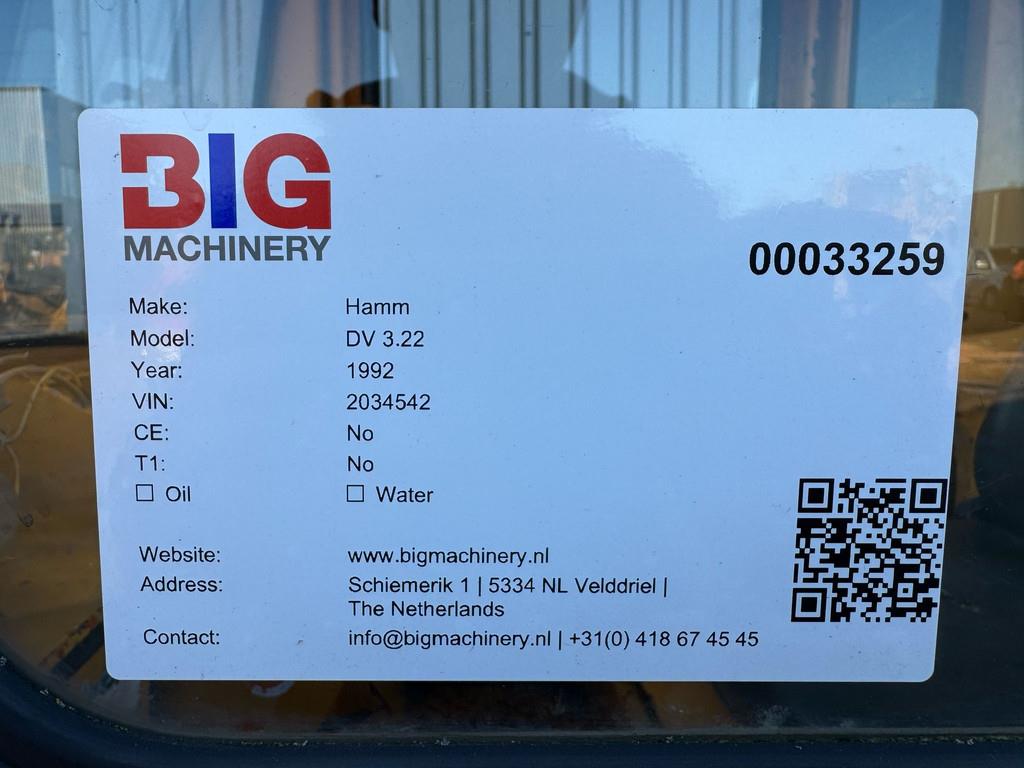 BIG
MACHINERY
00033259
Make: Hamm
Model: DV 3.22
Year: 1992
VIN: 2034542
CE: No
T1: No
☐ Oil ☐ Water
Website: www.bigmachinery.nl
Address: Schiemerik 1 | 5334 NL Velddriel |
The Netherlands
Contact: info@bigmachinery.nl | +31(0) 418 67 45 45